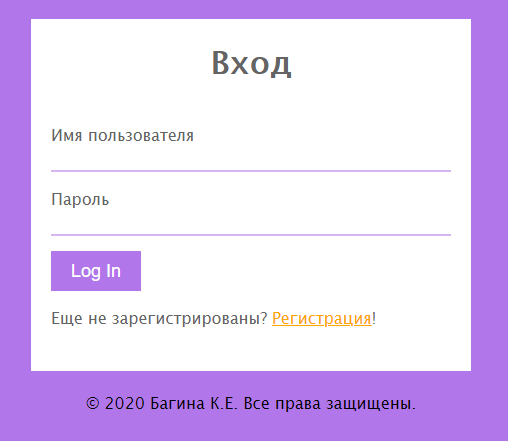 Вход
Имя пользователя
Пароль
Log In
Еще не зарегистрированы? Регистрация!
© 2020 Багина К.Е. Все права защищены.